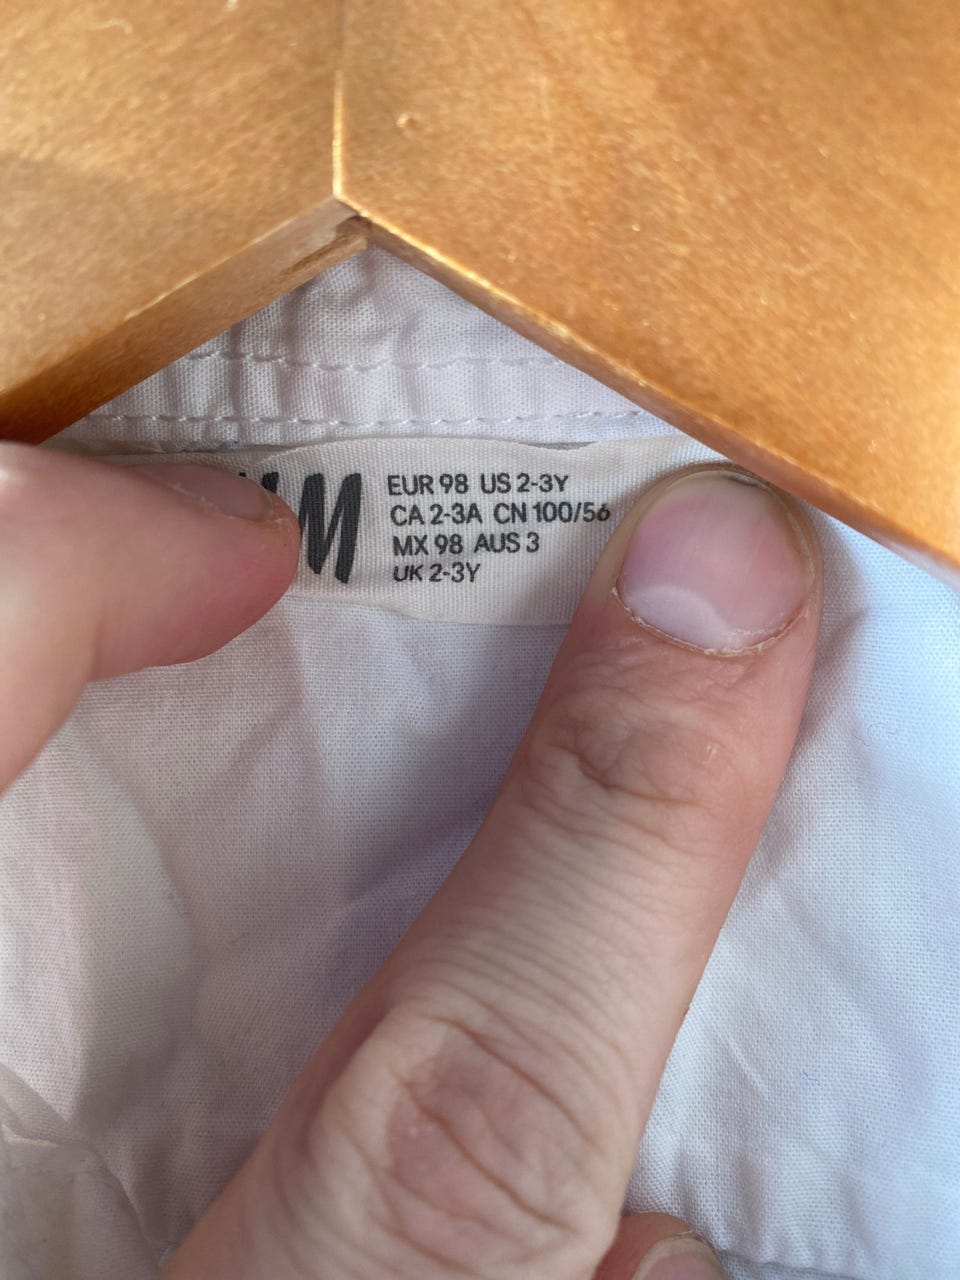 M
EUR 98 US 2-3Y
CA 2-3A CN 100/56
MX 98 AUS 3
UK 2-3Y